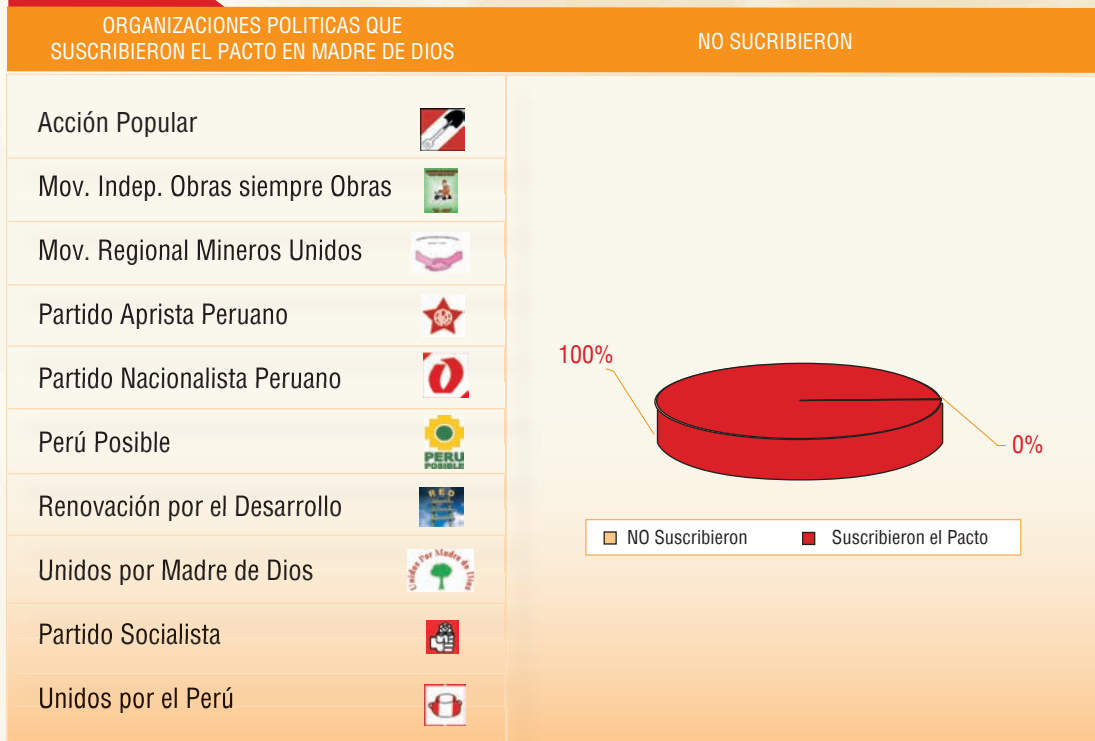 ORGANIZACIONES POLITICAS QUE
SUSCRIBIERON EL PACTO EN MADRE DE DIOS
NO SUCRIBIERON
Acción Popular
Mov. Indep. Obras siempre Obras
Mov. Regional Mineros Unidos
Partido Aprista Peruano
Partido Nacionalista Peruano
Perú Posible
PERU
POSIBLE
Renovación por el Desarrollo
RED
Unidos por Madre de Dios
Unidos Por Madre de Dios
Partido Socialista
Unidos por el Perú
100%
0%
NO Suscribieron
Suscribieron el Pacto